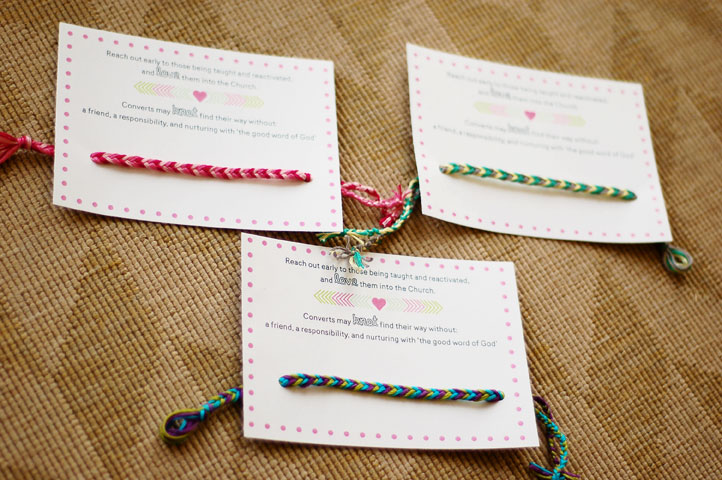 Reach out early to those being taught and reactivated,
and love them into the Church.
Converts may knot find their way without:
a friend, a responsibility, and nurturing with 'the good word of God'
Reach out early to those being taught and reactivated,
and love them into the Church.
Converts may knot find their way without:
a friend, a responsibility, and nurturing with 'the good word of God'
Reach out early to those being taught and reactivated,
and love them into the Church.
Converts may knot find their way without:
a friend, a responsibility, and nurturing with 'the good word of God'